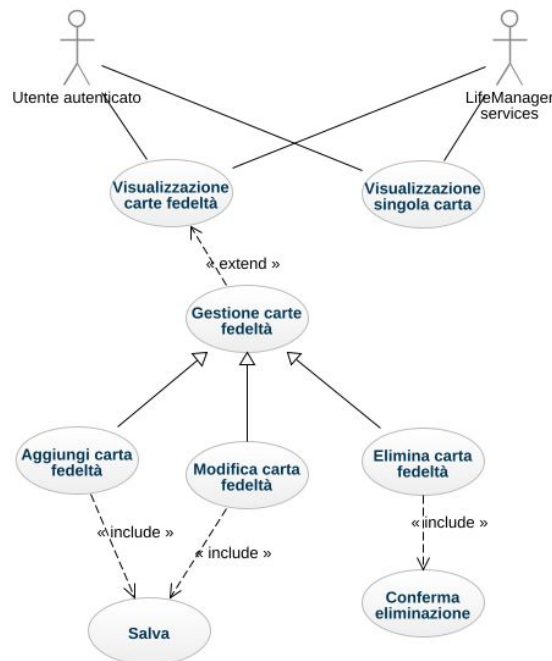 Utente autenticato
LifeManager
services
Visualizzazione
carte fedeltà
Visualizzazione
singola carta
« extend »
Gestione carte
fedeltà
Aggiungi carta
fedeltà
Modifica carta
fedeltà
Elimina carta
fedeltà
« include »
« include »
« include »
Salva
Conferma
eliminazione